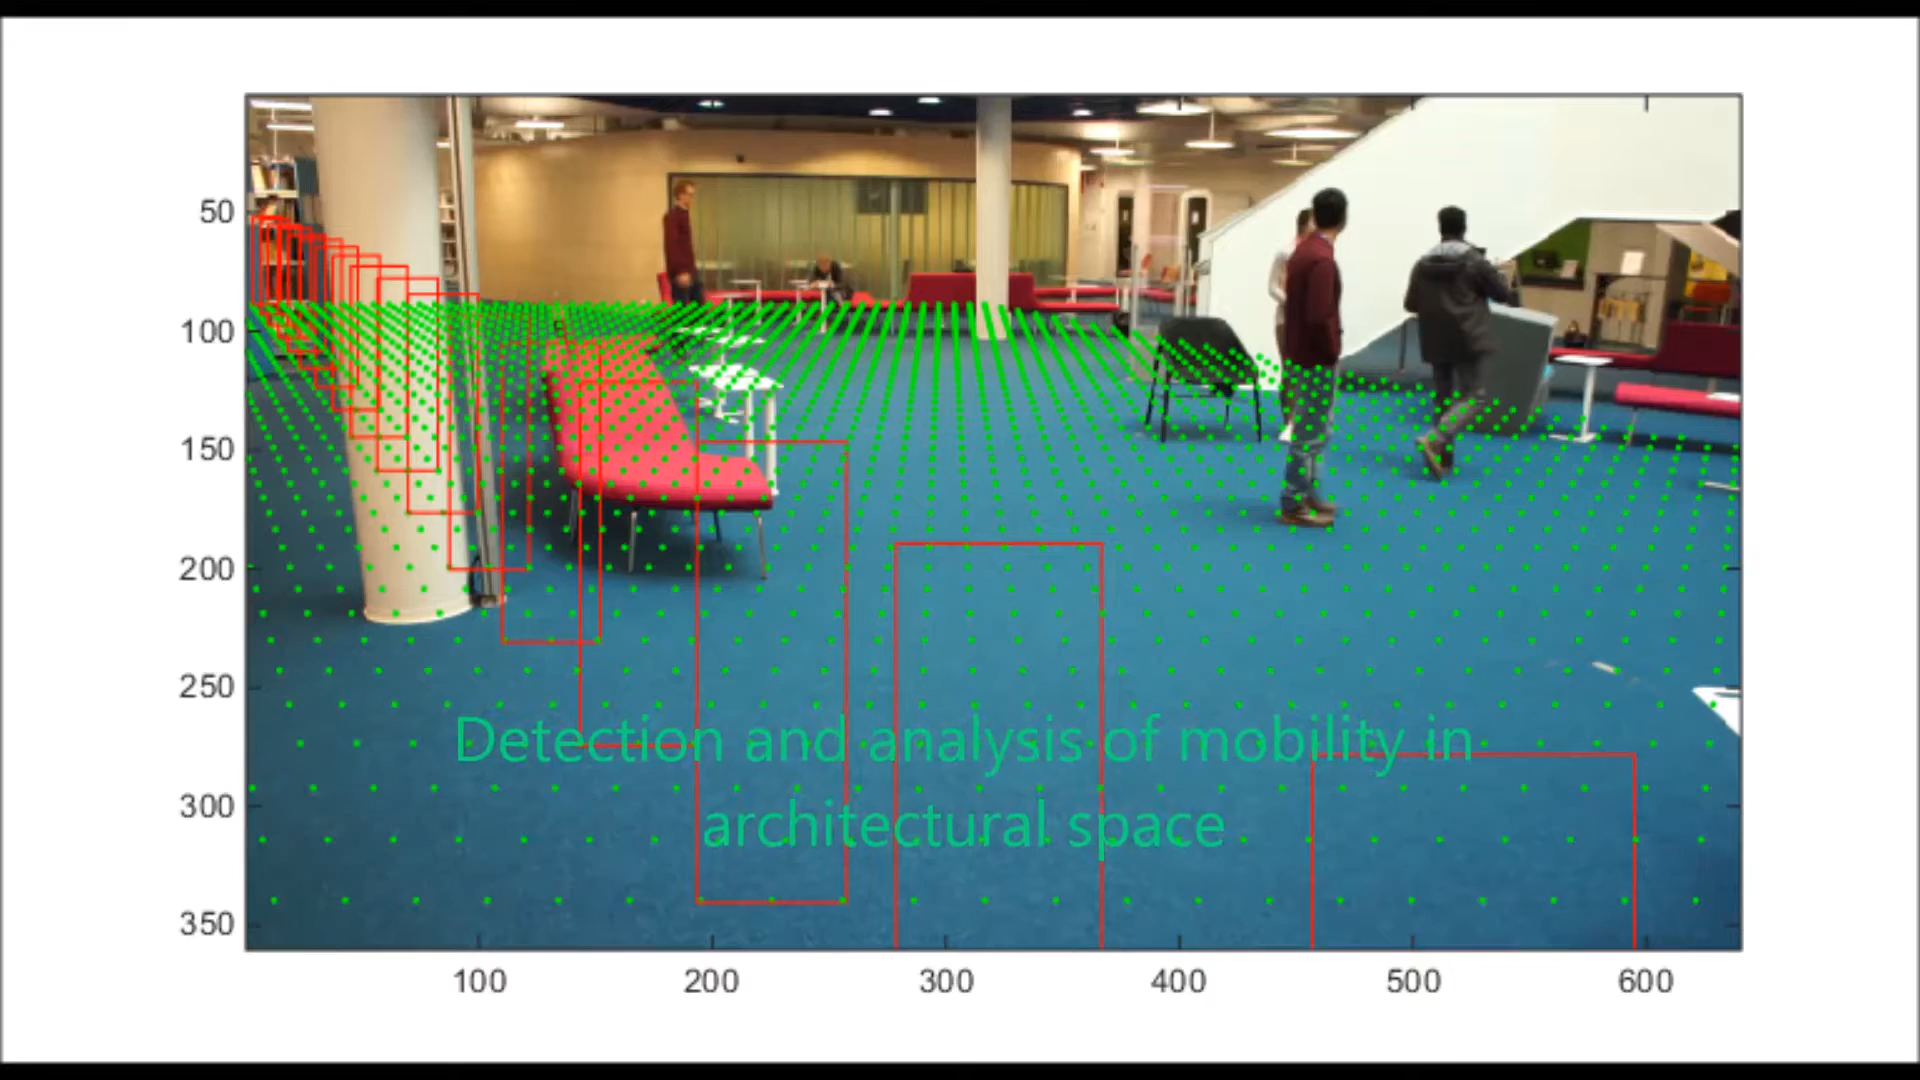 50
100
150
200
250
300
350
Detection and analysis of mobility in
architectural space
100 200 300 400 500 600